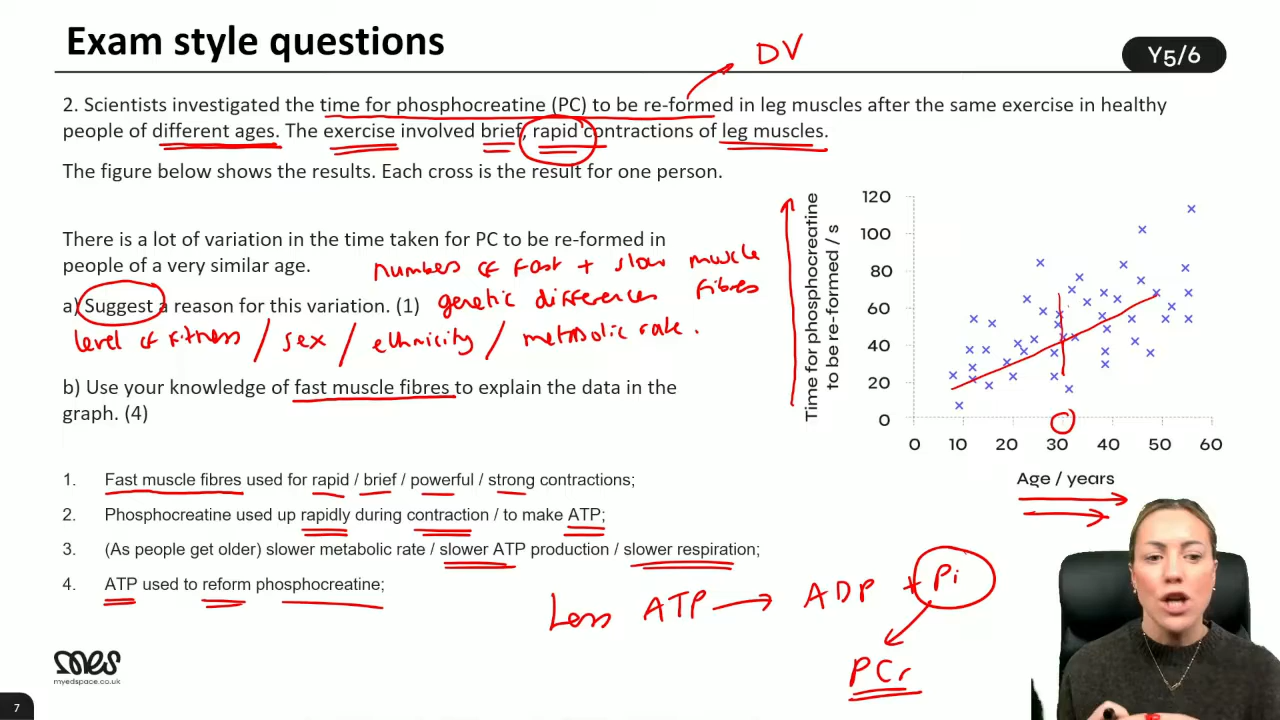 Exam style questions
Y5/6
DV
2. Scientists investigated the time for phosphocreatine (PC) to be re-formed in leg muscles after the same exercise in healthy
people of different ages. The exercise involved brief, rapid contractions of leg muscles.
The figure below shows the results. Each cross is the result for one person.
There is a lot of variation in the time taken for PC to be re-formed in
people of a very similar age.
numbers of fast + slow muscle
fibres
a) Suggest a reason for this variation. (1)
genetic differences
level of fitness / sex / ethnicity / metabolic rate.
b) Use your knowledge of fast muscle fibres to explain the data in the
graph. (4)
1. Fast muscle fibres used for rapid / brief / powerful / strong contractions;
2. Phosphocreatine used up rapidly during contraction / to make ATP;
3. (As people get older) slower metabolic rate / slower ATP production / slower respiration;
4. ATP used to reform phosphocreatine;
Less ATP → ADP + Pi
PCr
Time for phosphocreatine
to be re-formed / s
120
100
80
60
40
20
0
0 10 20 30 40 50 60
Age / years
mes
myedspace.co.uk
7